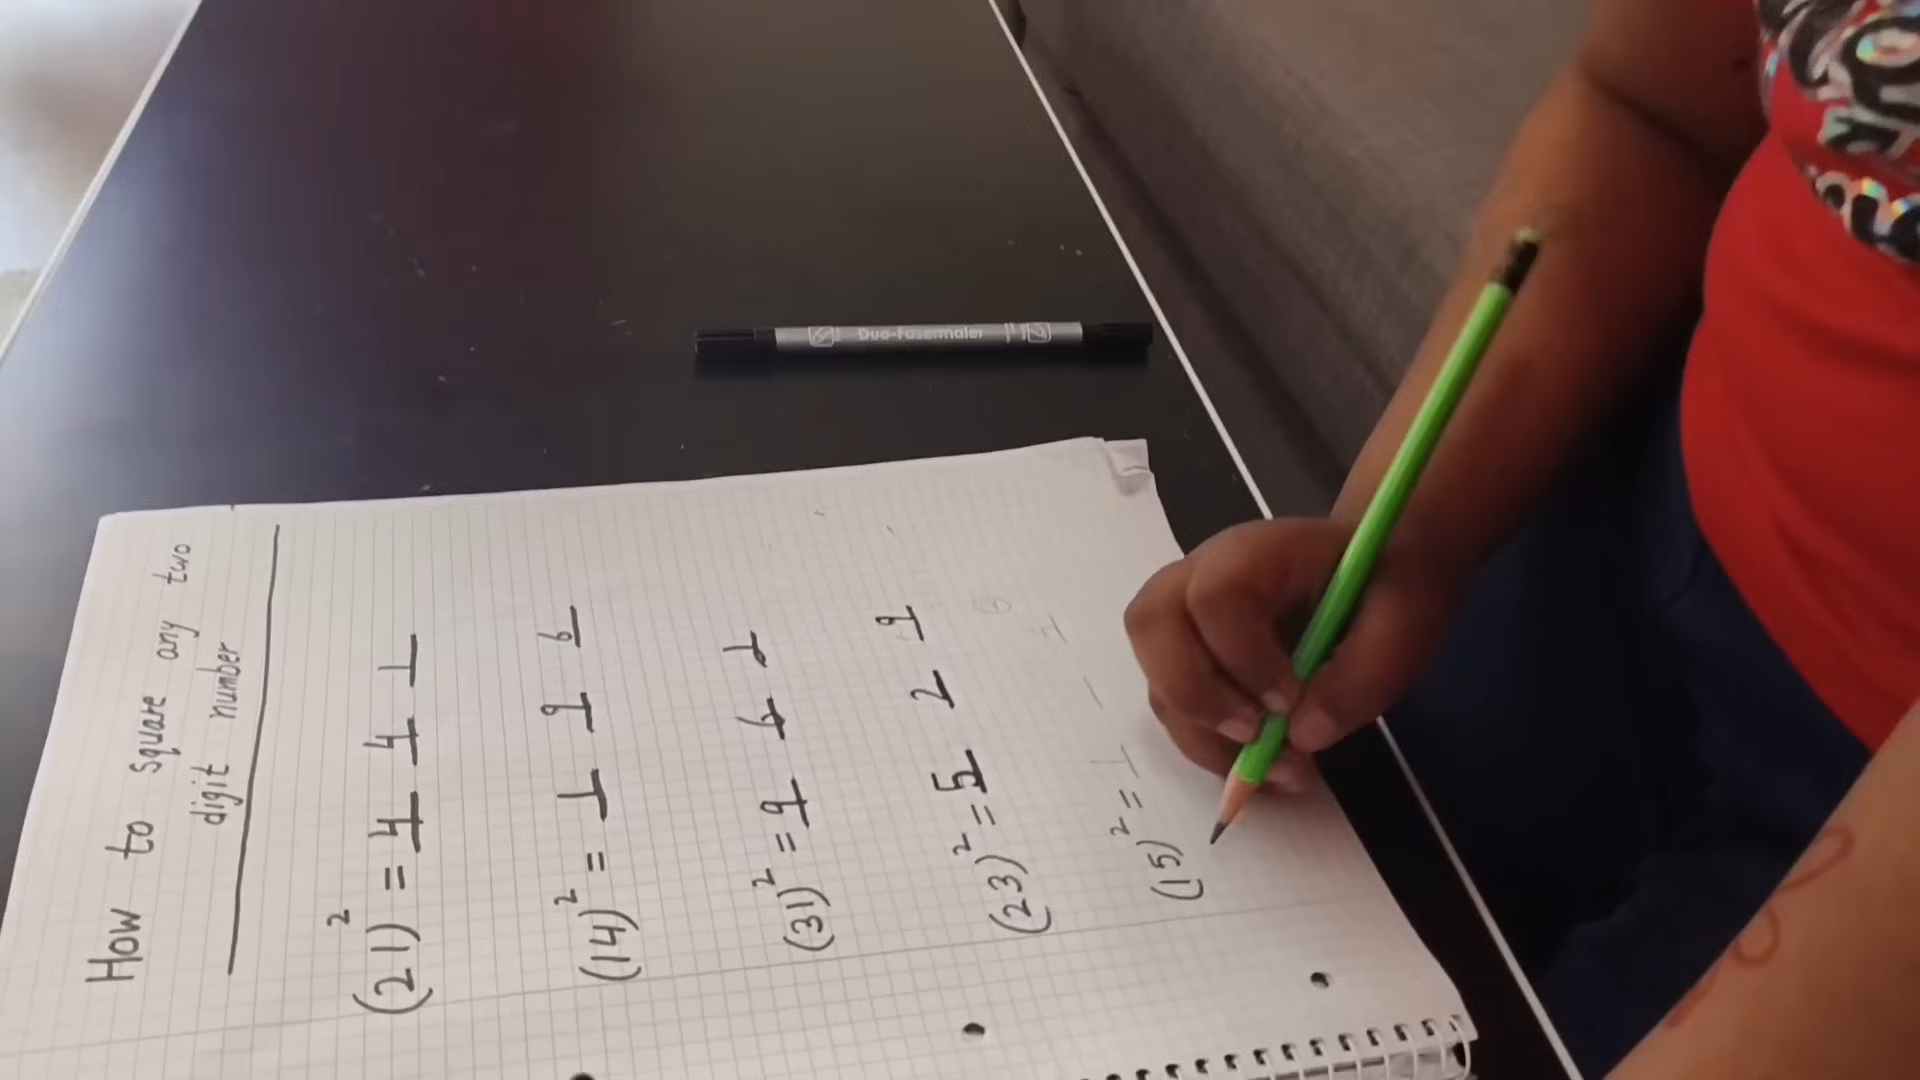 How to square any two
digit number
(21)² = 4 4 1
(14)² = 1 9 6
(31)² = 9 6 1
(23)² = 5 2 9
(15)² = 1
Duo-Fasermaler